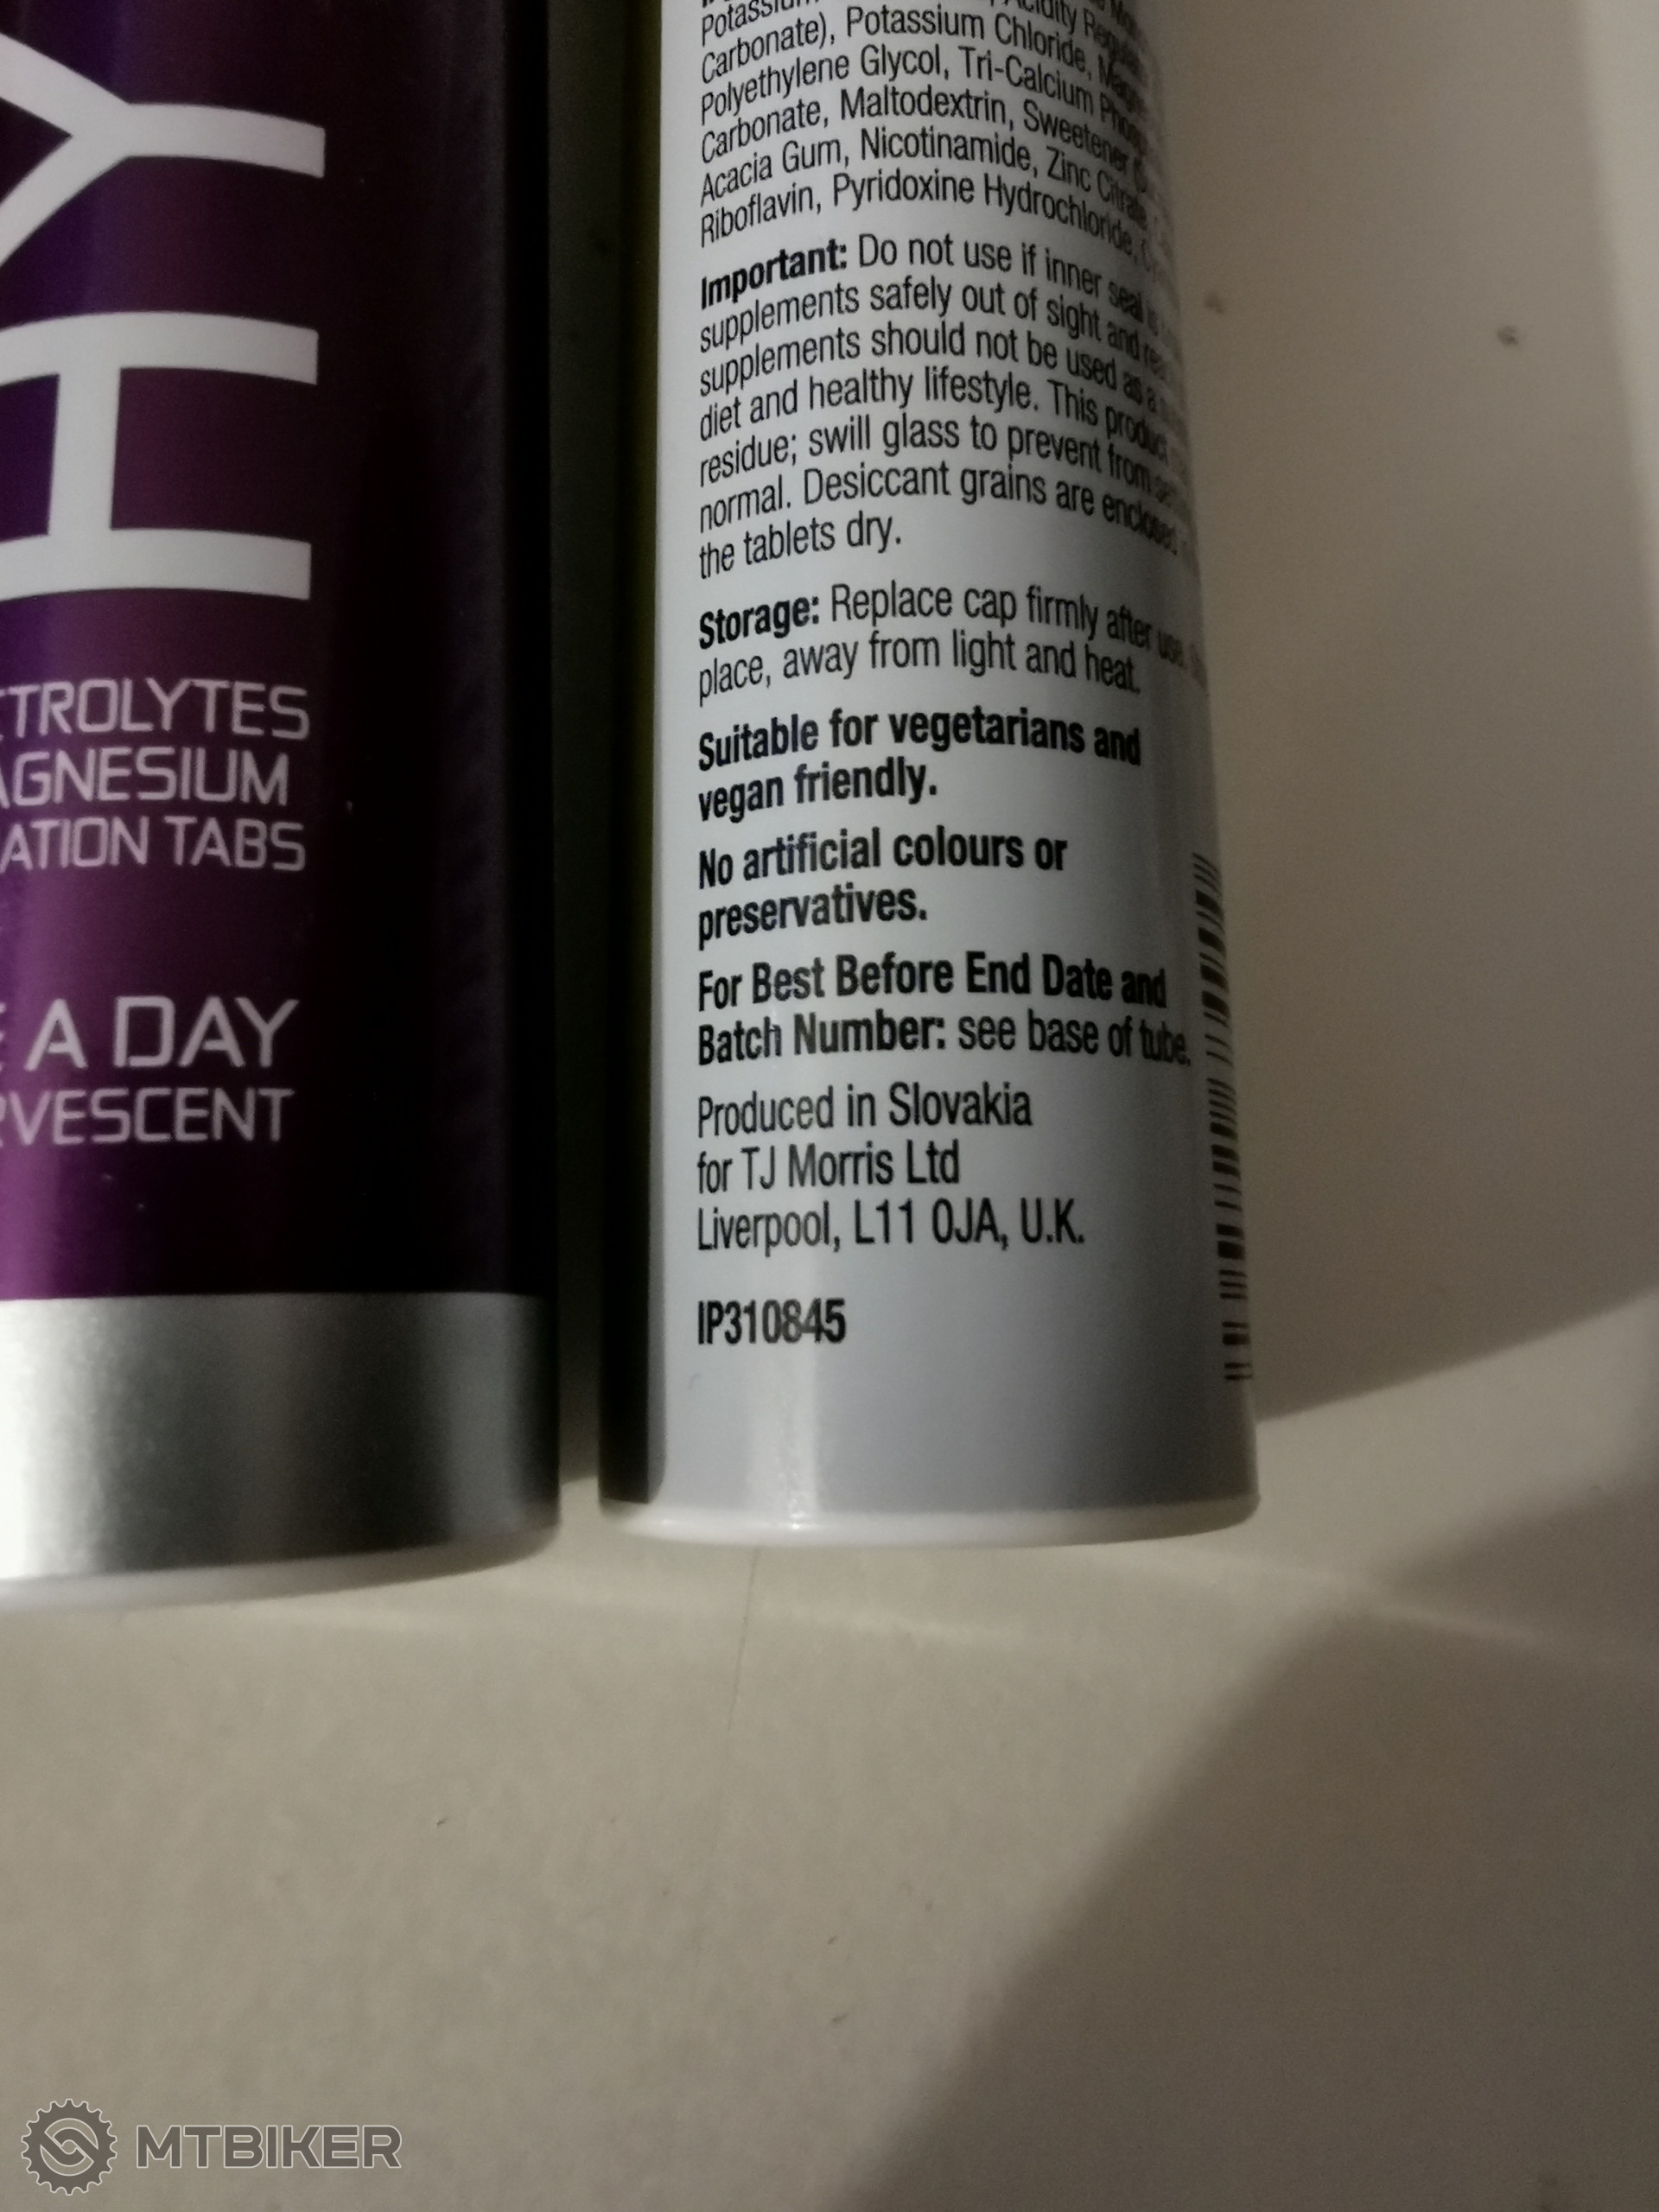 HY
TROLYTES
AGNESIUM
ATION TABS
A DAY
VESCENT
Potassium
Carbonate), Potassium Chloride,
Polyethylene Glycol, Tri-Calcium
Carbonate, Maltodextrin, Sweetener
Acacia Gum, Nicotinamide, Zinc Citrate,
Riboflavin, Pyridoxine Hydrochloride,
Important: Do not use if inner seal is
supplements safely out of sight and
supplements should not be used as a
diet and healthy lifestyle. This product
residue; swill glass to prevent from
normal. Desiccant grains are enclosed
the tablets dry.
Storage: Replace cap firmly after use.
place, away from light and heat.
Suitable for vegetarians and
vegan friendly.
No artificial colours or
preservatives.
For Best Before End Date and
Batch Number: see base of tube.
Produced in Slovakia
for TJ Morris Ltd
Liverpool, L11 0JA, U.K.
IP310845
MTBIKER